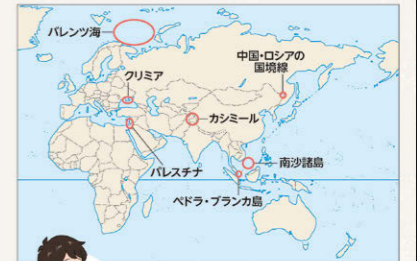 バレンツ海
中国・ロシアの
国境線
クリミア
カシミール
南沙諸島
パレスチナ
ペドラ・ブランカ島